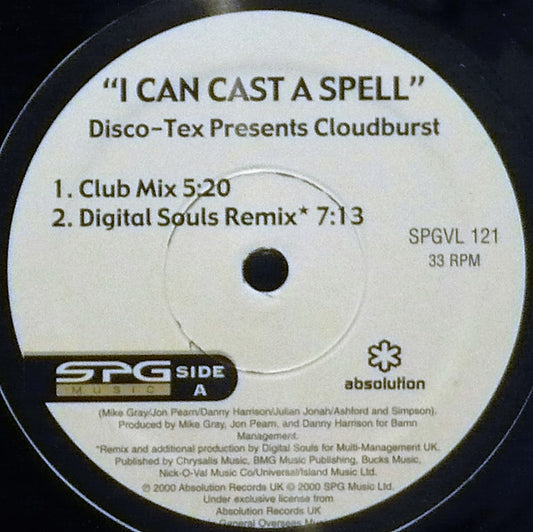 "I CAN CAST A SPELL"
Disco-Tex Presents Cloudburst
1. Club Mix 5:20
2. Digital Souls Remix* 7:13
SPGVL 121
33 RPM
SPG
MUSIC
SIDE
A
absolution
(Mike Gray/Jon Pearn/Danny Harrison/Julian Jonah/Ashford and Simpson).
Produced by Mike Gray, Jon Pearn, and Danny Harrison for Bamn
Management.
*Remix and additional production by Digital Souls for Multi-Management UK.
Published by Chrysalis Music, BMG Music Publishing, Bucks Music,
Nick-O-Val Music Co/Universal/Island Music Ltd.
℗ 2000 Absolution Records UK © 2000 SPG Music Ltd.
Under exclusive license from
Absolution Records UK
General Overseas